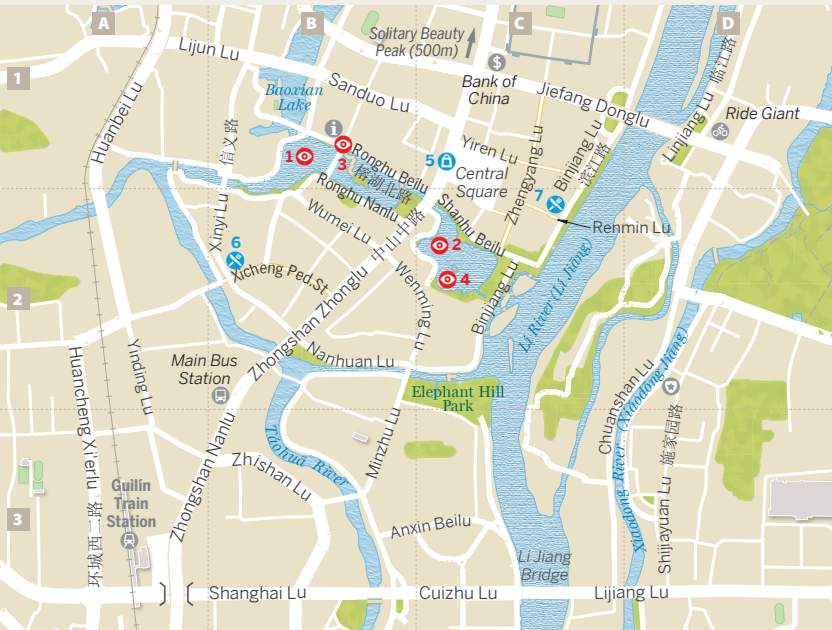 A
B
C
D
1
2
3
Solitary Beauty
Peak (500m)
Lijun Lu
Sanduo Lu
$
Bank of
China
Jiefang Donglu
临江路
Linjiang Lu
Ride Giant
Baoxian
Lake
Huanbei Lu
信义路
i
1
3
Ronghu Beilu
榕湖北路
5
Yiren Lu
Central
Square
Zhengyang Lu
Binjiang Lu
滨江路
7
Renmin Lu
Ronghu Nanlu
Shanhu Beilu
Wumei Lu
中山中路
Xinyi Lu
6
Xicheng Ped.St
2
4
Wenming Lu
Binjiang Lu
Li River (Li Jiāng)
Zhongshan Zhonglu
Nanhuan Lu
Main Bus
Station
Elephant Hill
Park
Huancheng Xi'erlu
Yinding Lu
Chuanshan Lu
Xiaodong River (Xiaodong Jiang)
施家园路
Shijiayuan Lu
Minzhu Lu
Taohua River
Zhishan Lu
Zhongshan Nanlu
Guilín
Train
Station
环城西二路
Anxin Beilu
Li Jiang
Bridge
Shanghai Lu
Cuizhu Lu
Lijiang Lu